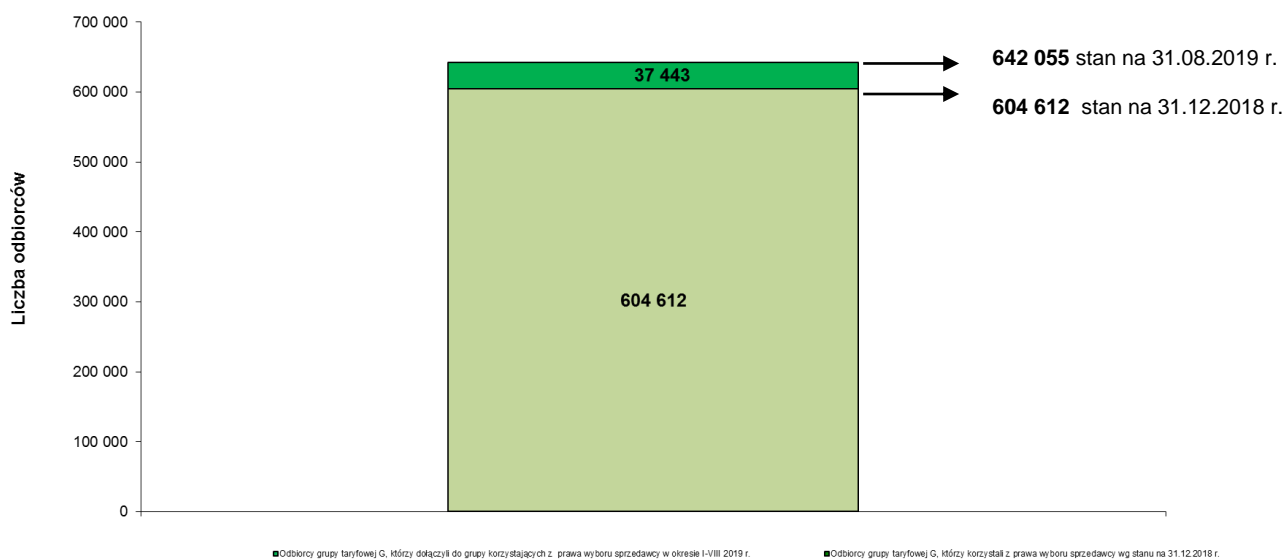 700 000
642 055 stan na 31.08.2019 r.
37 443
600 000
604 612 stan na 31.12.2018 r.
500 000
400 000
Liczba odbiorców
604 612
300 000
200 000
100 000
0
Odbiorcy grupy taryfowej G, którzy dołączyli do grupy korzystających z prawa wyboru sprzedawcy w okresie I-VIII 2019 r.
Odbiorcy grupy taryfowej G, którzy korzystali z prawa wyboru sprzedawcy wg stanu na 31.12.2018 r.